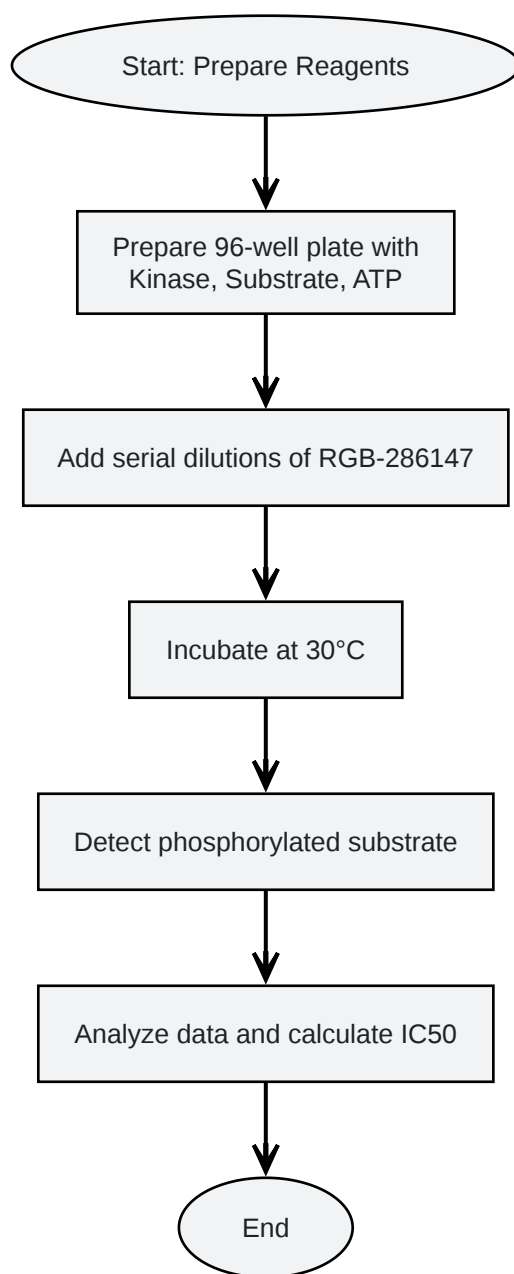 Start: Prepare Reagents
Prepare 96-well plate with
Kinase, Substrate, ATP
Add serial dilutions of RGB-286147
Incubate at 30°C
Detect phosphorylated substrate
Analyze data and calculate IC50
End